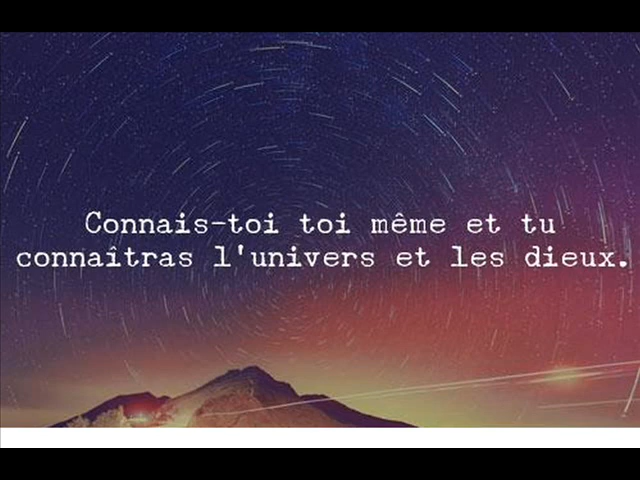 Connais-toi toi même et tu
connaîtras l'univers et les dieux.